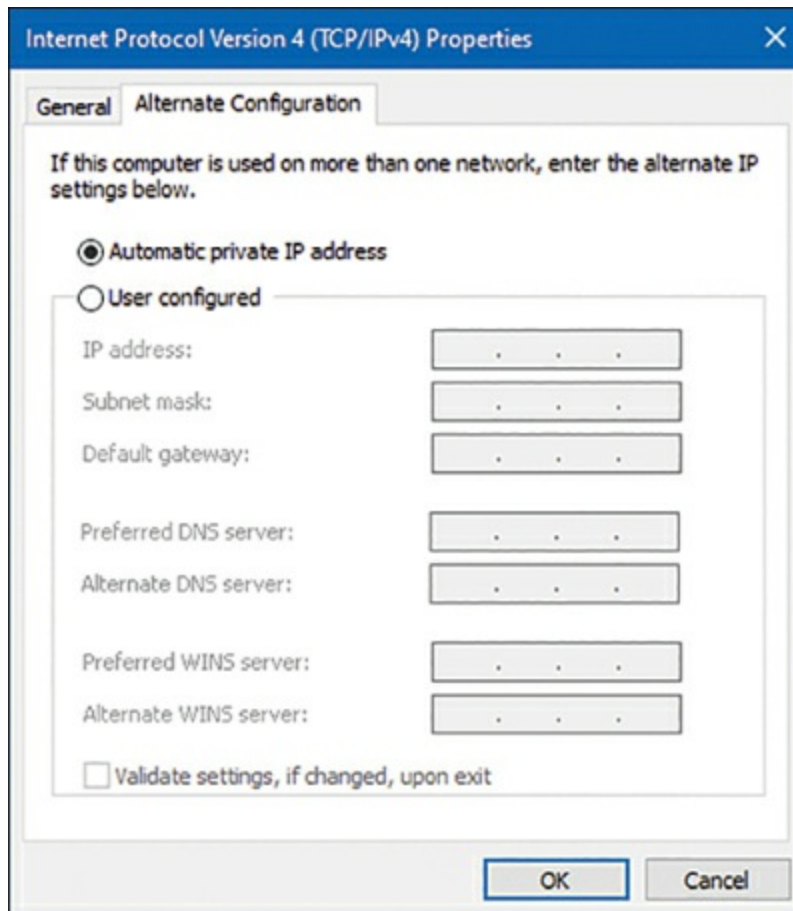 Internet Protocol Version 4 (TCP/IPv4) Properties
General
Alternate Configuration
If this computer is used on more than one network, enter the alternate IP
settings below.
Automatic private IP address
User configured
IP address:
Subnet mask:
Default gateway:
Preferred DNS server:
Alternate DNS server:
Preferred WINS server:
Alternate WINS server:
Validate settings, if changed, upon exit
OK
Cancel